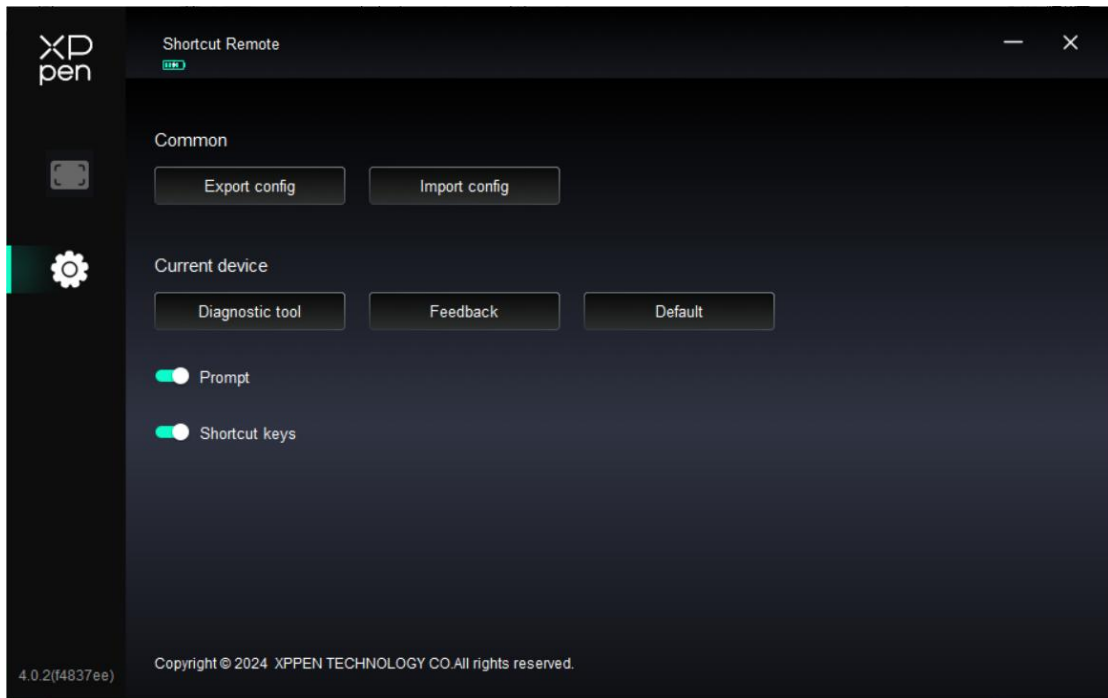 XP
pen
Shortcut Remote
Common
Export config Import config
Current device
Diagnostic tool Feedback Default
Prompt
Shortcut keys
4.0.2(f4837ee)
Copyright © 2024 XPPEN TECHNOLOGY CO.All rights reserved.